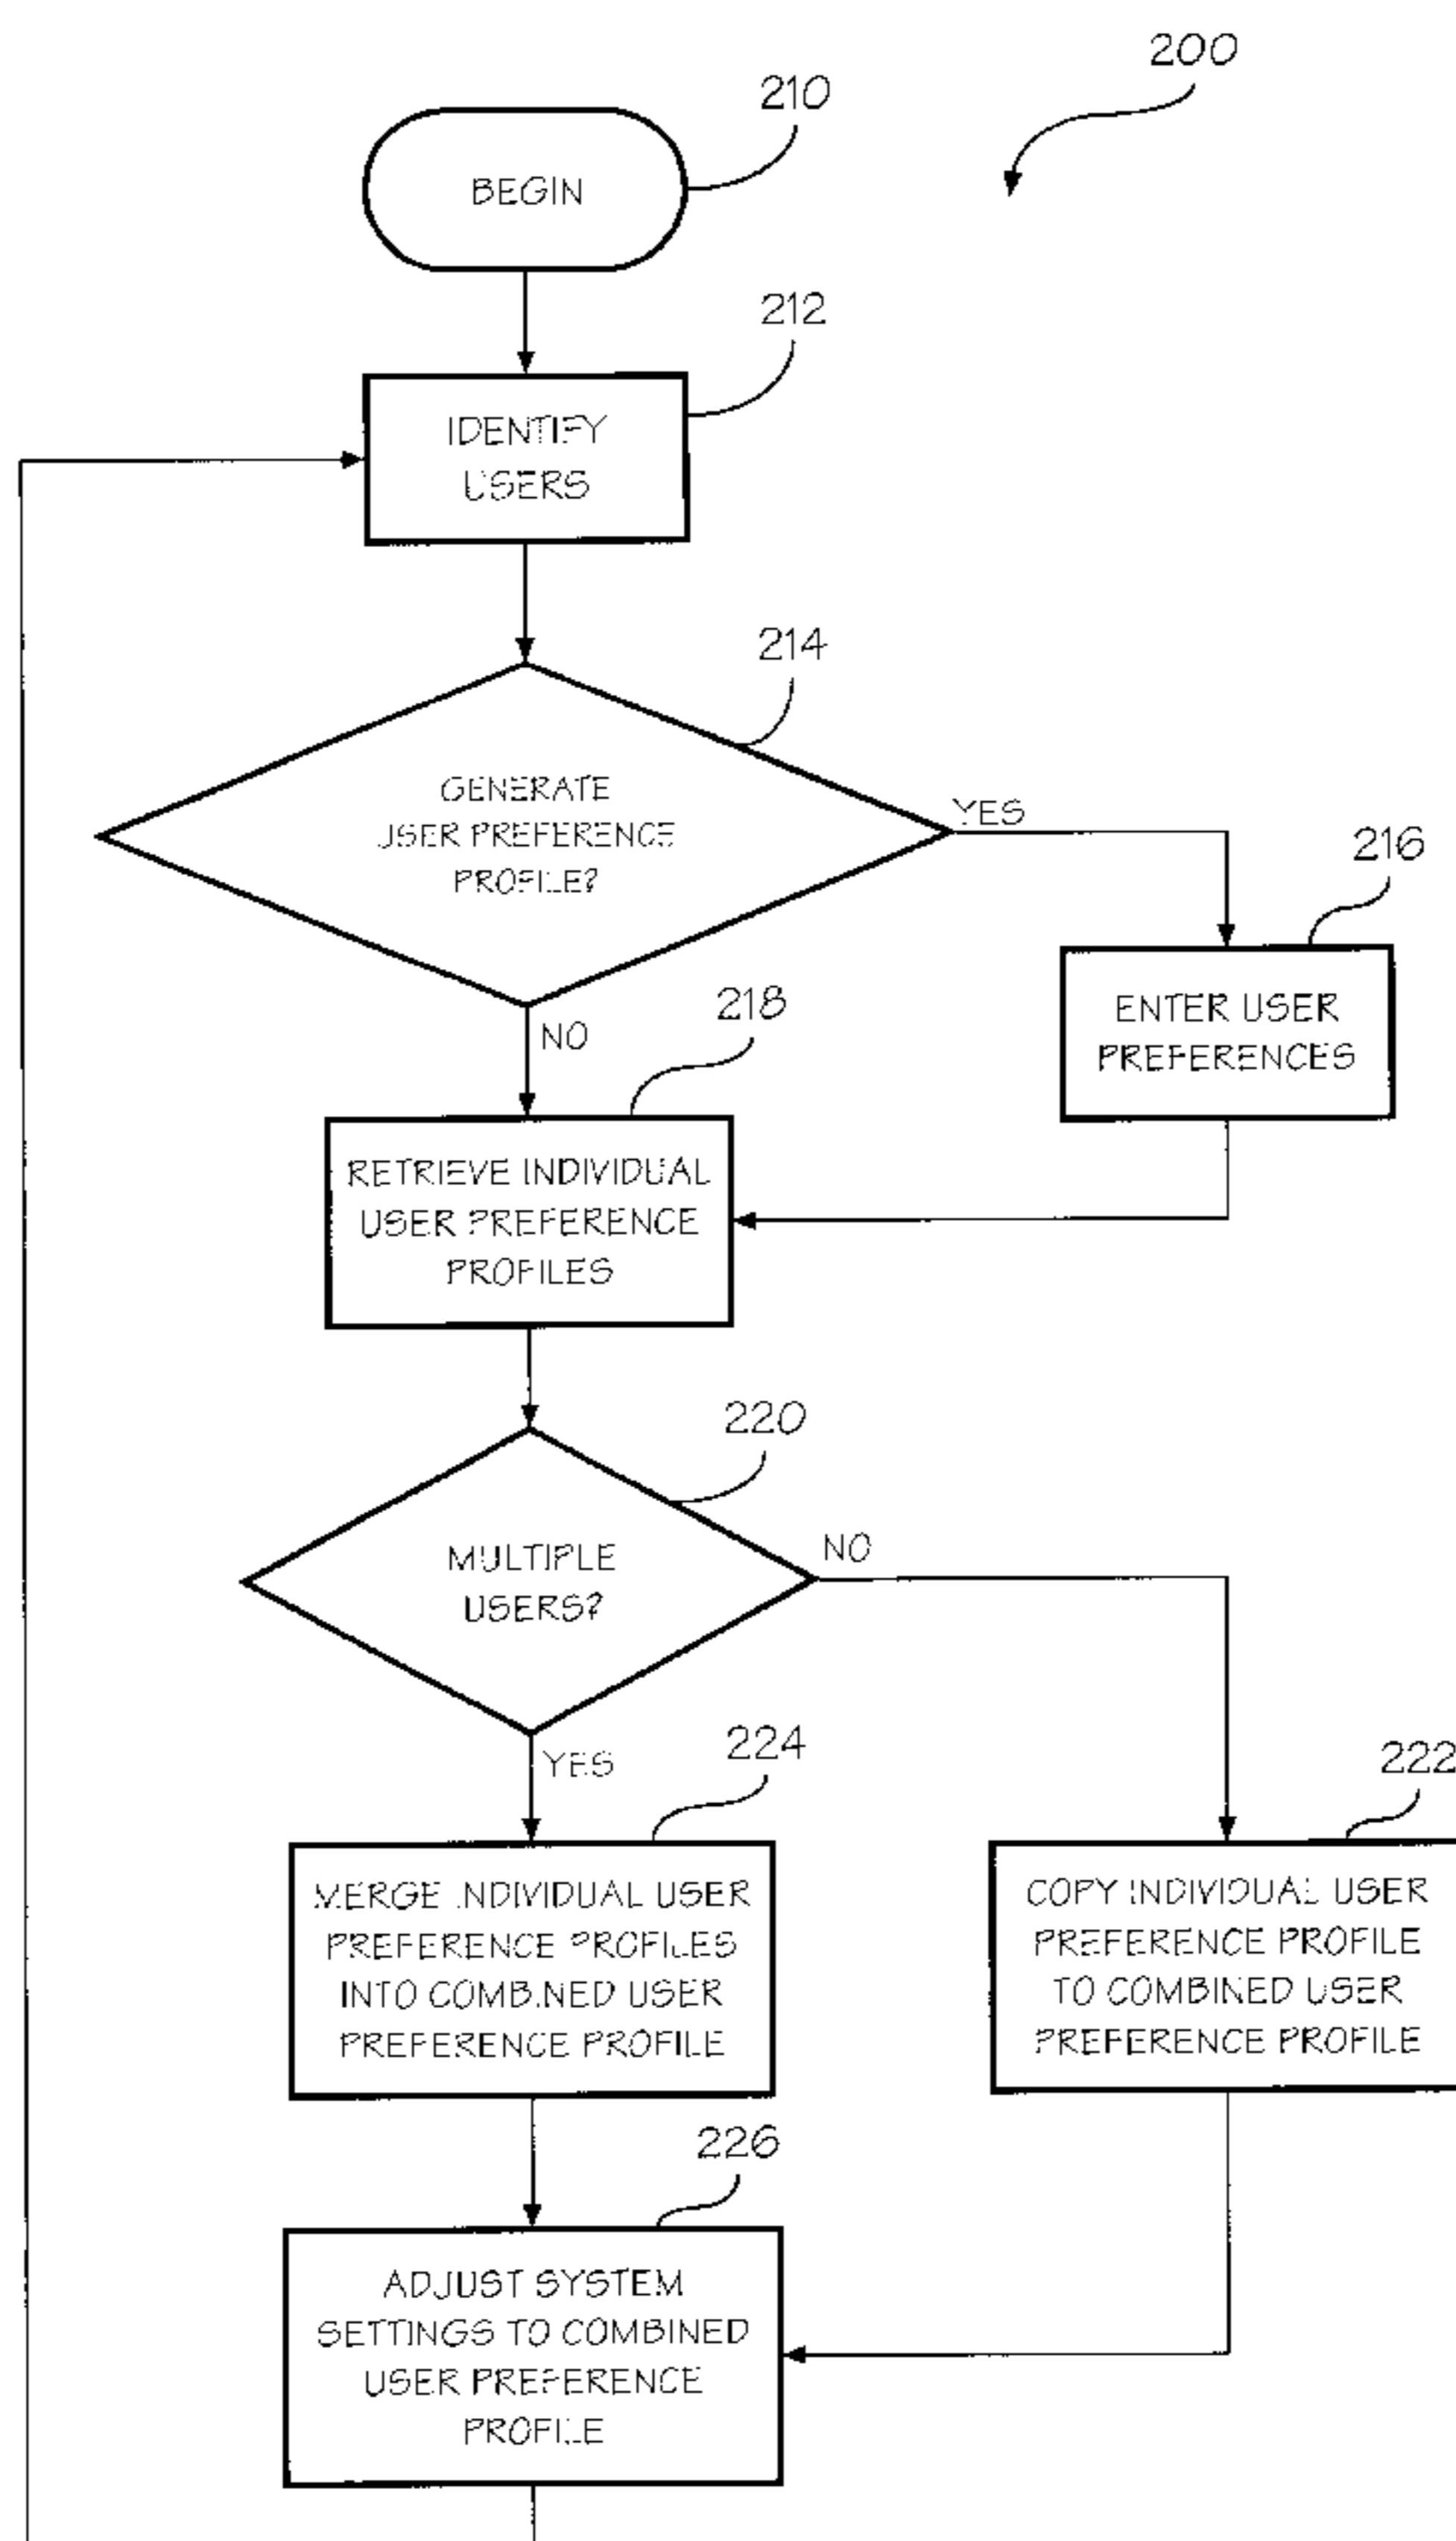 200
210
BEGIN
212
IDENTIFY
USERS
214
GENERATE
USER PREFERENCE
PROFILE?
YES
216
ENTER USER
PREFERENCES
NO
218
RETRIEVE INDIVIDUAL
USER PREFERENCE
PROFILES
220
MULTIPLE
USERS?
NO
YES
224
MERGE INDIVIDUAL USER
PREFERENCE PROFILES
INTO COMBINED USER
PREFERENCE PROFILE
222
COPY INDIVIDUAL USER
PREFERENCE PROFILE
TO COMBINED USER
PREFERENCE PROFILE
226
ADJUST SYSTEM
SETTINGS TO COMBINED
USER PREFERENCE
PROFILE